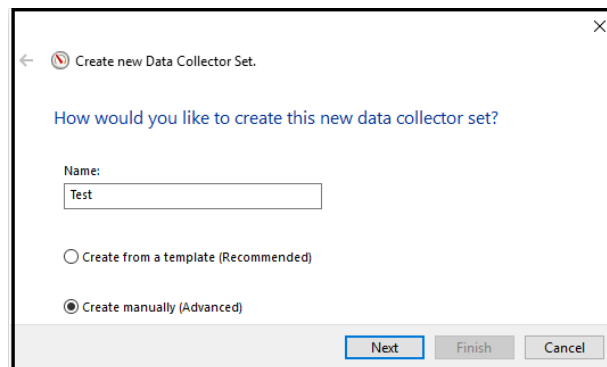 Create new Data Collector Set.
How would you like to create this new data collector set?
Name:
Test
Create from a template (Recommended)
Create manually (Advanced)
Next Finish Cancel